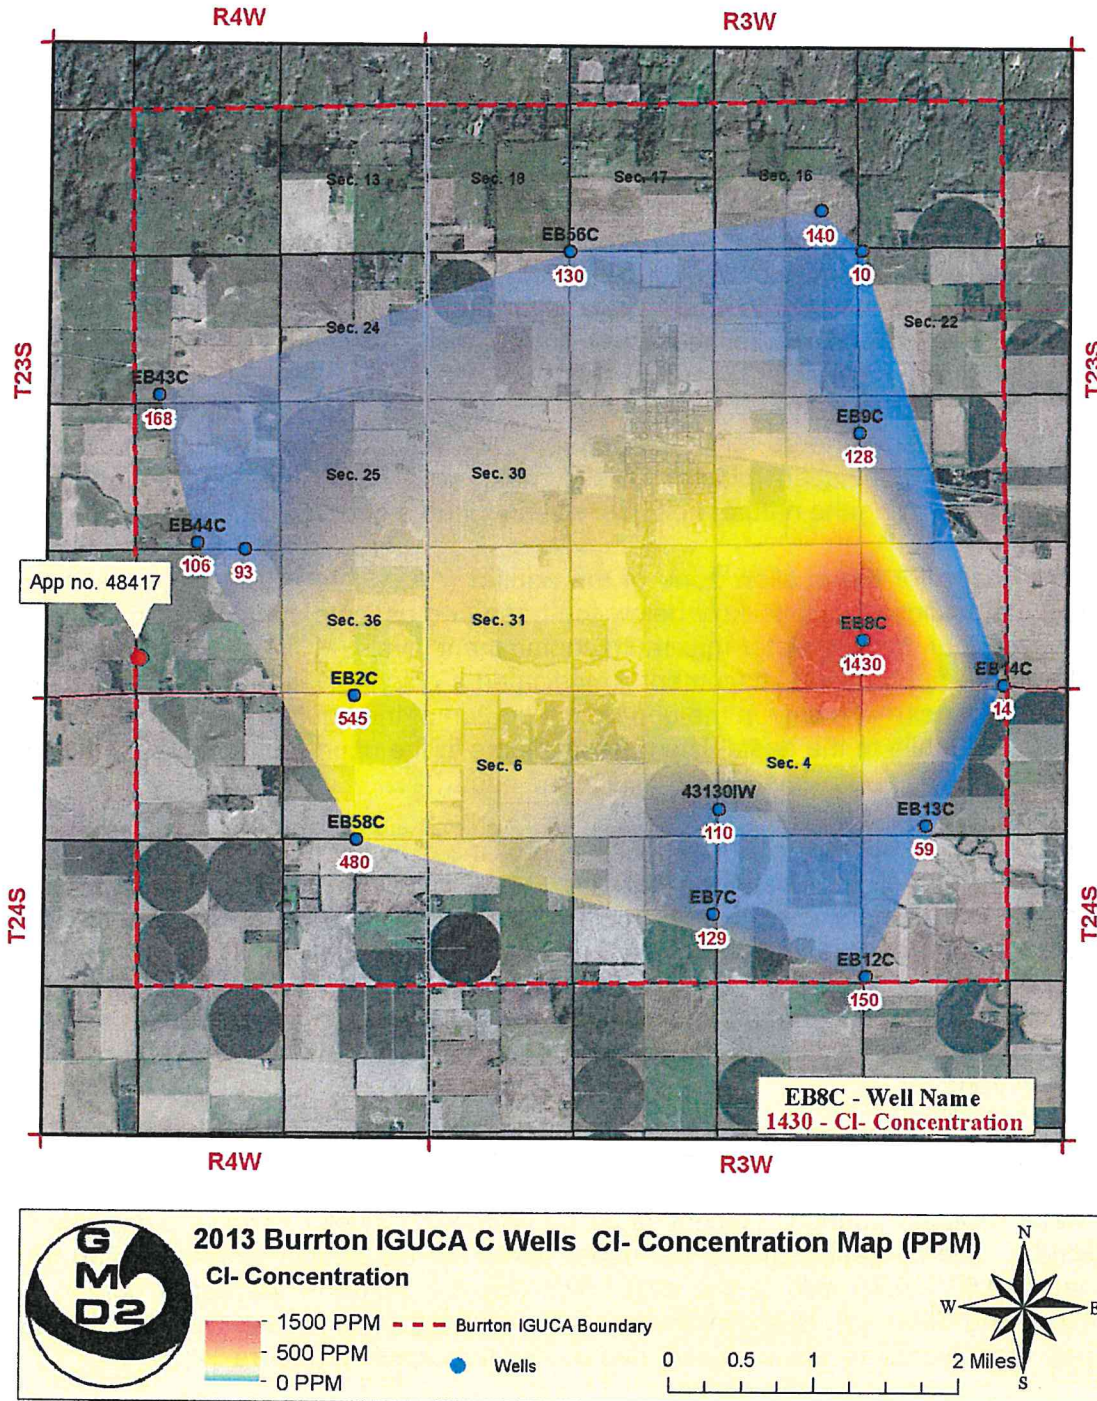 R4W R3W
Sec. 13 Sec. 18 Sec. 17 Sec. 16
140
EB56C
130 10
Sec. 24 Sec. 22
T23S T23S
EB43C
168
EB9C
128
Sec. 25 Sec. 30
EB44C
106 93
App no. 48417
Sec. 36 Sec. 31
EB8C
1430
EB2C
545
EB14C
14
Sec. 6 Sec. 4
43130IW
110
EB13C
59
EB58C
480
T24S T24S
EB7C
129
EB12C
150
EB8C - Well Name
1430 - Cl- Concentration
R4W R3W
G
M
D2
2013 Burrton IGUCA C Wells Cl- Concentration Map (PPM)
Cl- Concentration
1500 PPM
500 PPM
0 PPM
Burrton IGUCA Boundary
Wells
0 0.5 1 2 Miles
N
W E
S